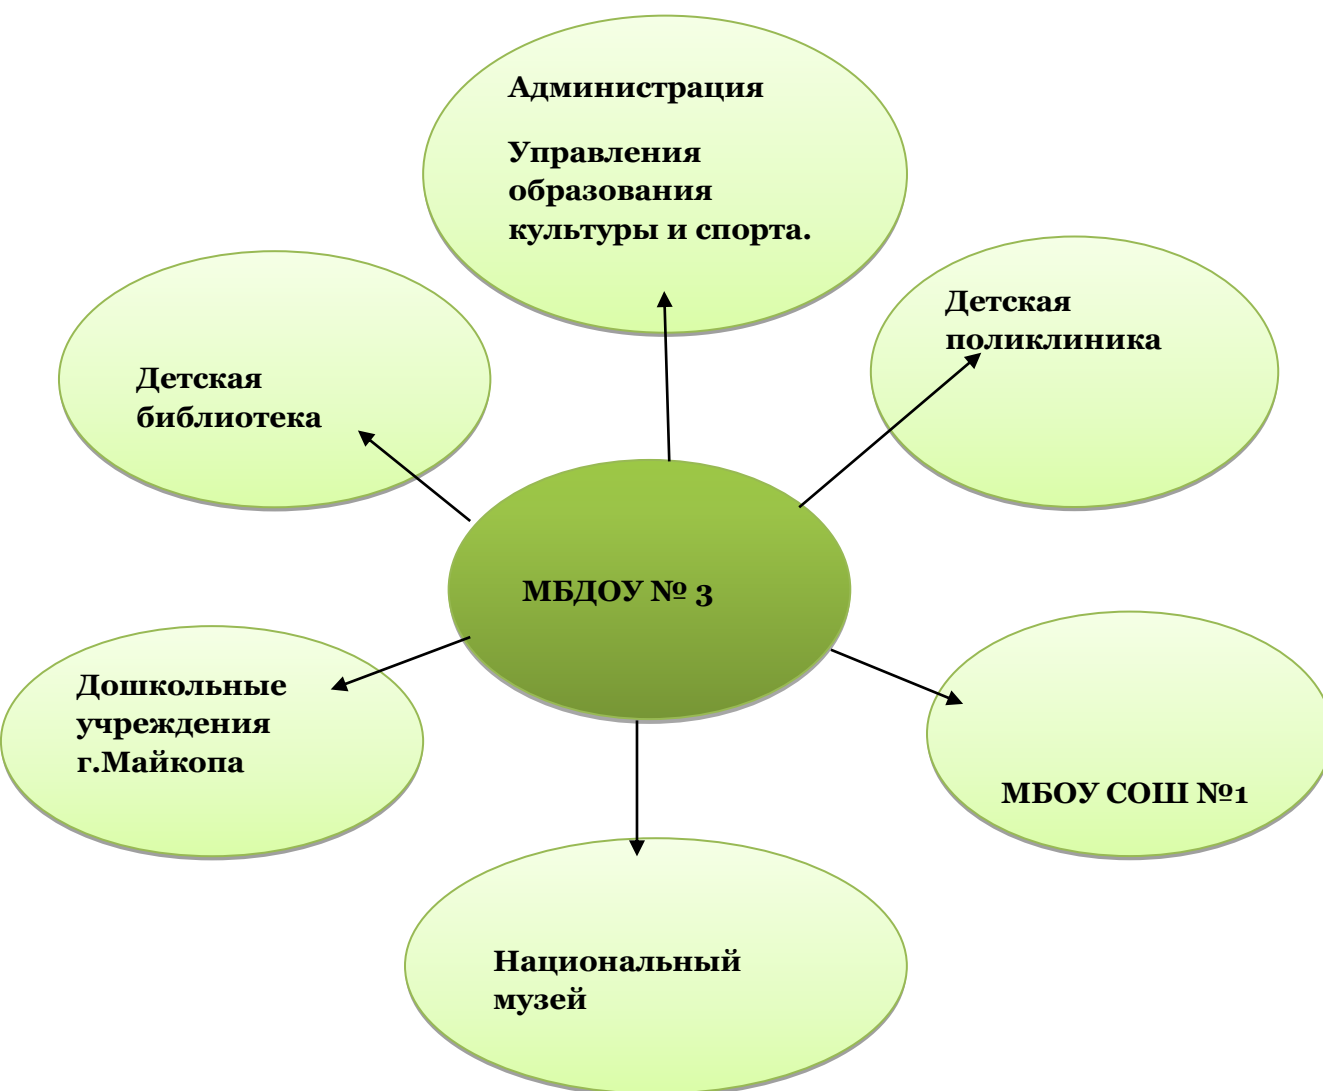 Администрация
Управления
образования
культуры и спорта.
Детская
поликлиника
Детская
библиотека
МБДОУ № 3
Дошкольные
учреждения
г.Майкопа
МБОУ СОШ №1
Национальный
музей